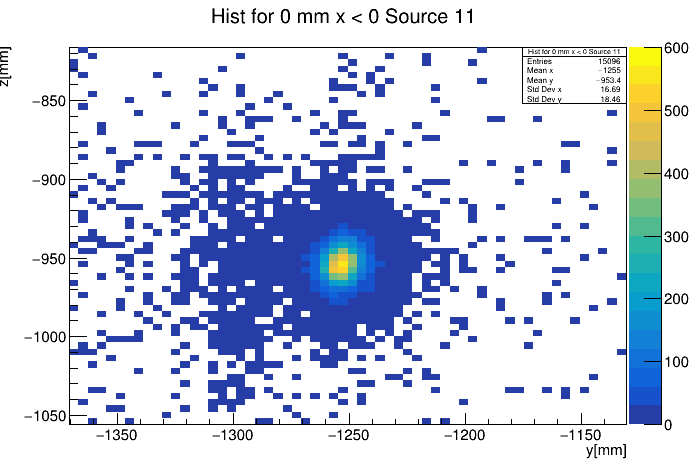 Hist for 0 mm x < 0 Source 11
z[mm]
Hist for 0 mm x < 0 Source 11
Entries 15096
Mean x −1255
Mean y −953.4
Std Dev x 16.69
Std Dev y 18.46
−850
−900
−950
−1000
−1050
−1350 −1300 −1250 −1200 −1150
y[mm]
600
500
400
300
200
100
0